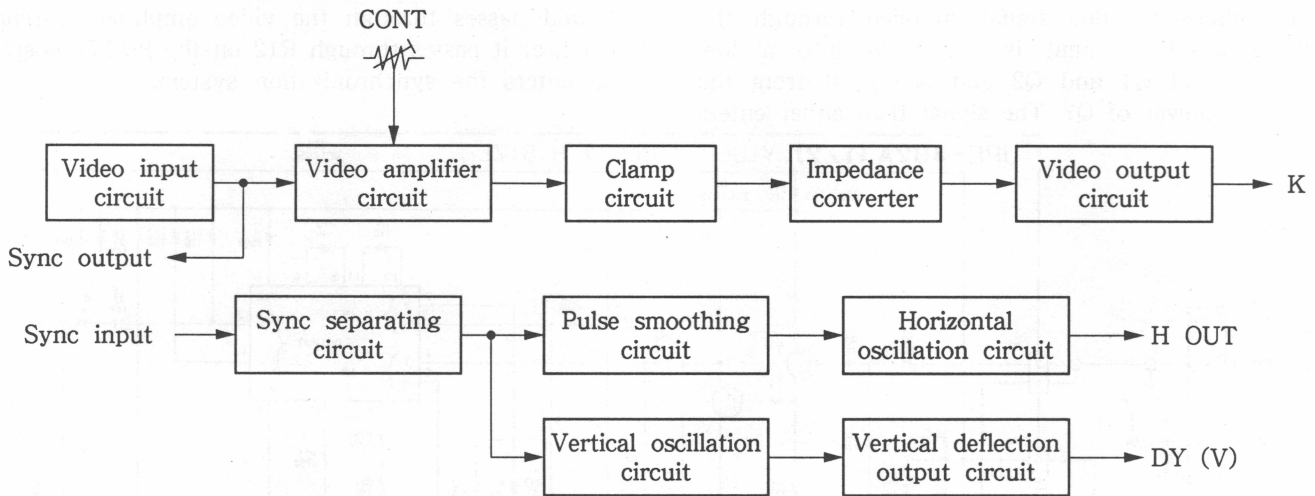 CONT
Video input
circuit
Video amplifier
circuit
Clamp
circuit
Impedance
converter
Video output
circuit
K
Sync output
Sync input
Sync separating
circuit
Pulse smoothing
circuit
Horizontal
oscillation circuit
H OUT
Vertical oscillation
circuit
Vertical deflection
output circuit
DY (V)